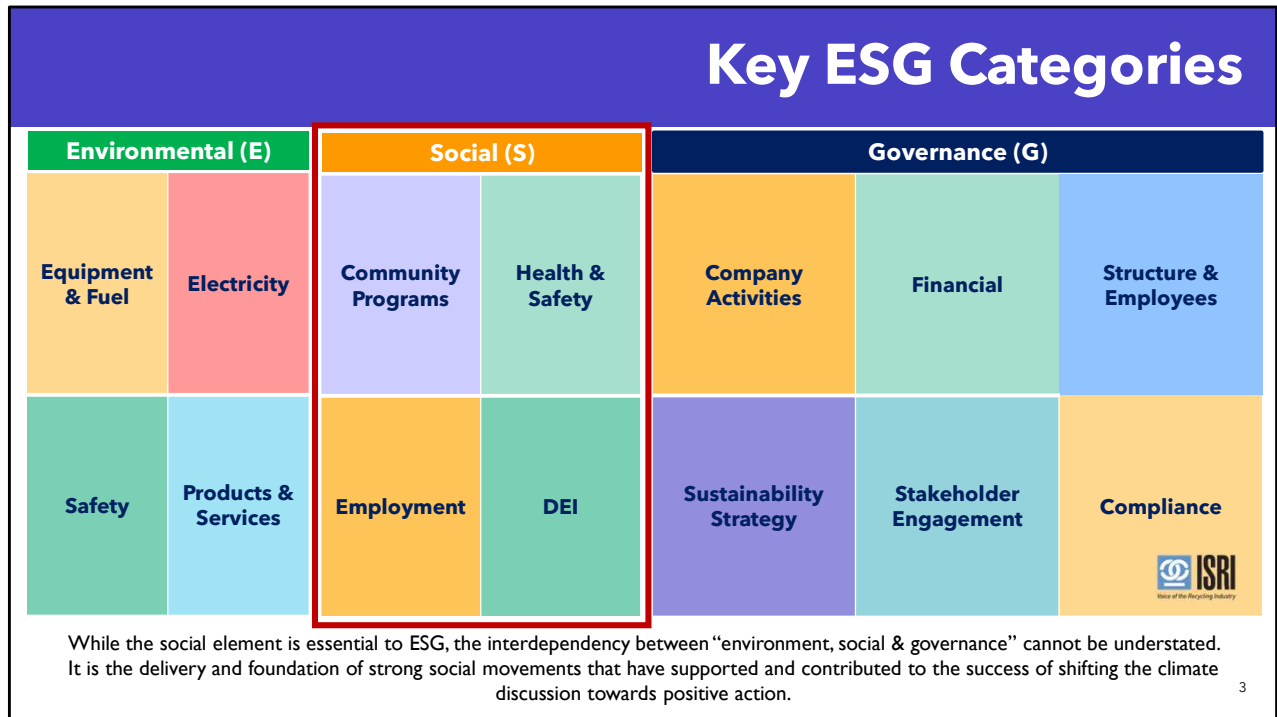 Key ESG Categories
Environmental (E)
Social (S)
Governance (G)
Equipment
& Fuel
Electricity
Community
Programs
Health &
Safety
Company
Activities
Financial
Structure &
Employees
Safety
Products &
Services
Employment
DEI
Sustainability
Strategy
Stakeholder
Engagement
Compliance
ISRI
Voice of the Recycling Industry
While the social element is essential to ESG, the interdependency between “environment, social & governance” cannot be understated.
It is the delivery and foundation of strong social movements that have supported and contributed to the success of shifting the climate
discussion towards positive action.
3